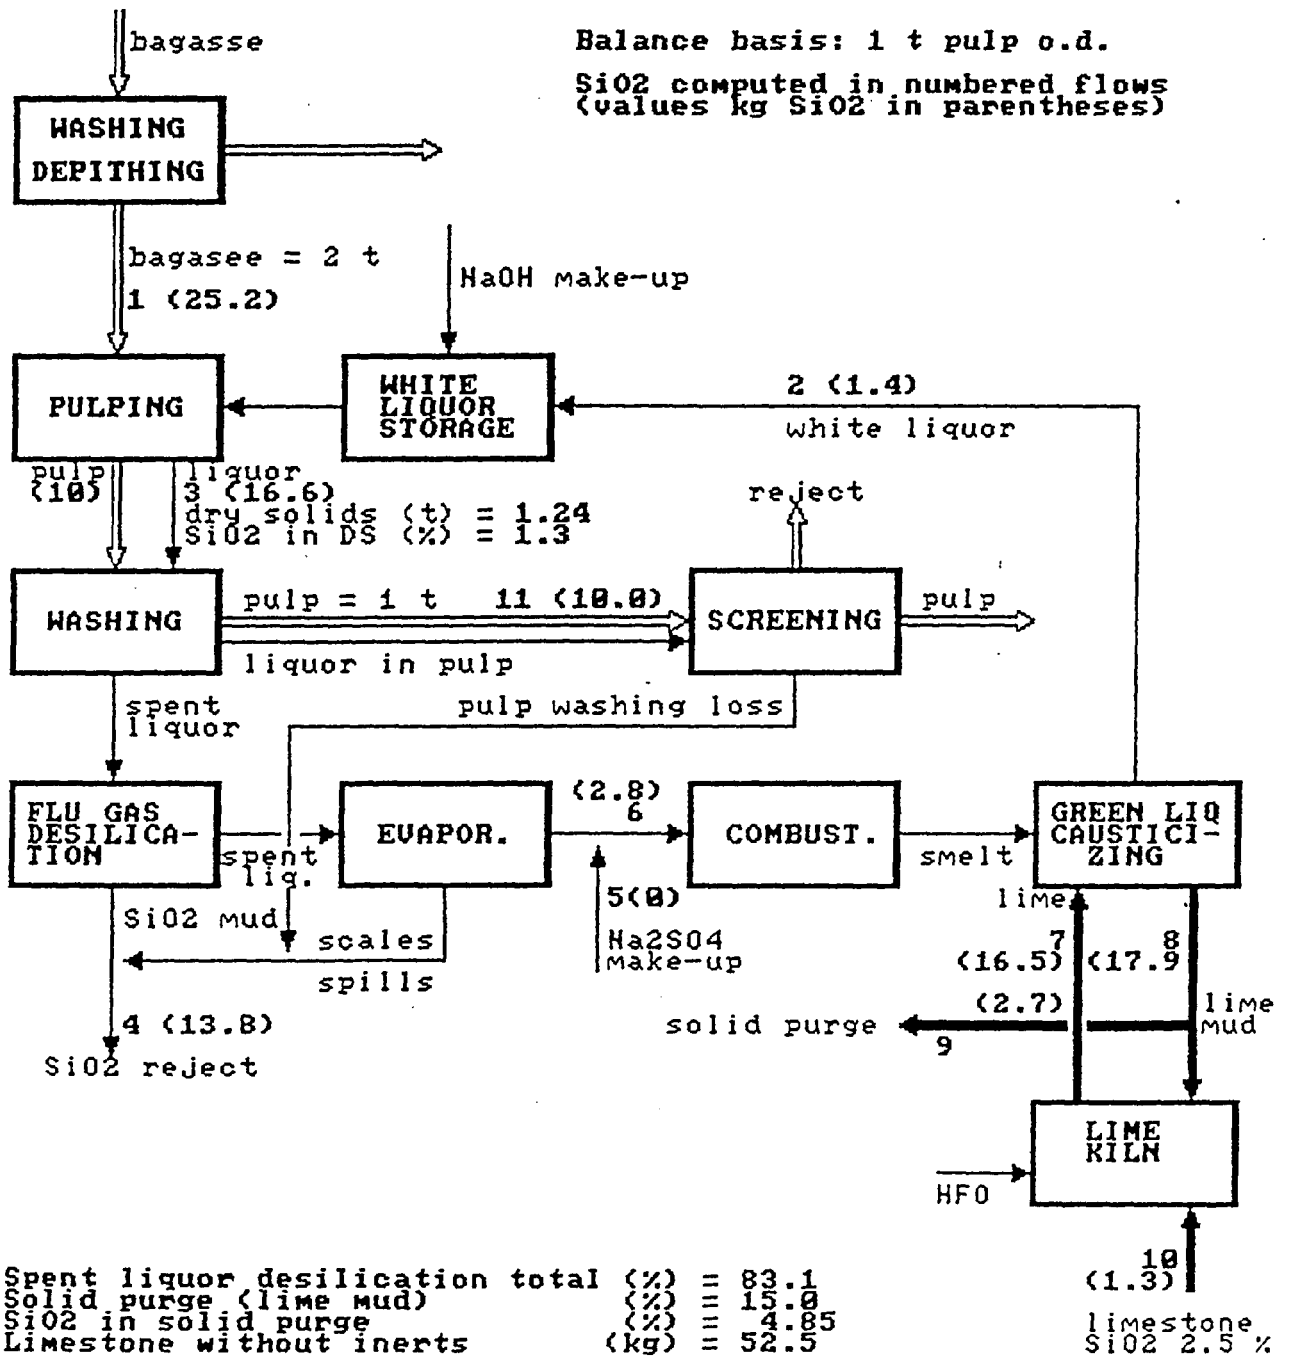 bagasse
Balance basis: 1 t pulp o.d.
SiO2 computed in numbered flows
(values kg SiO2 in parentheses)
WASHING
DEPITHING
bagasee = 2 t
1 (25.2)
NaOH make-up
PULPING
WHITE
LIQUOR
STORAGE
2 (1.4)
white liquor
pulp
(10)
liquor
3 (16.6)
dry solids (t) = 1.24
SiO2 in DS (%) = 1.3
reject
WASHING
pulp = 1 t
11 (10.0)
liquor in pulp
SCREENING
pulp
spent
liquor
pulp washing loss
FLU GAS
DESILICA-
TION
spent
liq.
EVAPOR.
(2.8)
6
COMBUST.
smelt
GREEN LIQ
CAUSTICI-
ZING
SiO2 mud
scales
spills
5(0)
Na2SO4
make-up
lime
7
(16.5)
8
(17.9
(2.7)
solid purge
9
lime
mud
4 (13.8)
SiO2 reject
LIME
KILN
HFO
10
(1.3)
limestone
SiO2 2.5 %
Spent liquor desilication total (%) = 83.1
Solid purge (lime mud) (%) = 15.0
SiO2 in solid purge (%) = 4.85
Limestone without inerts (kg) = 52.5